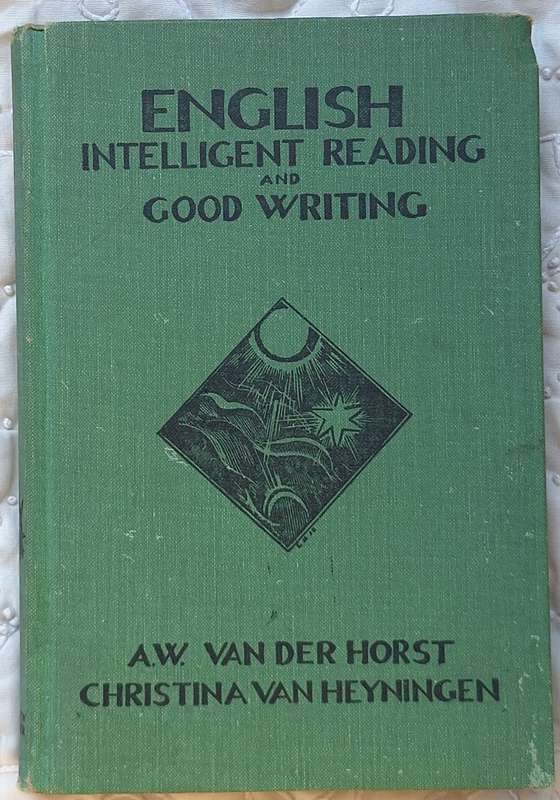 ENGLISH
INTELLIGENT READING
AND
GOOD WRITING
A.W. VAN DER HORST
CHRISTINA VAN HEYNINGEN